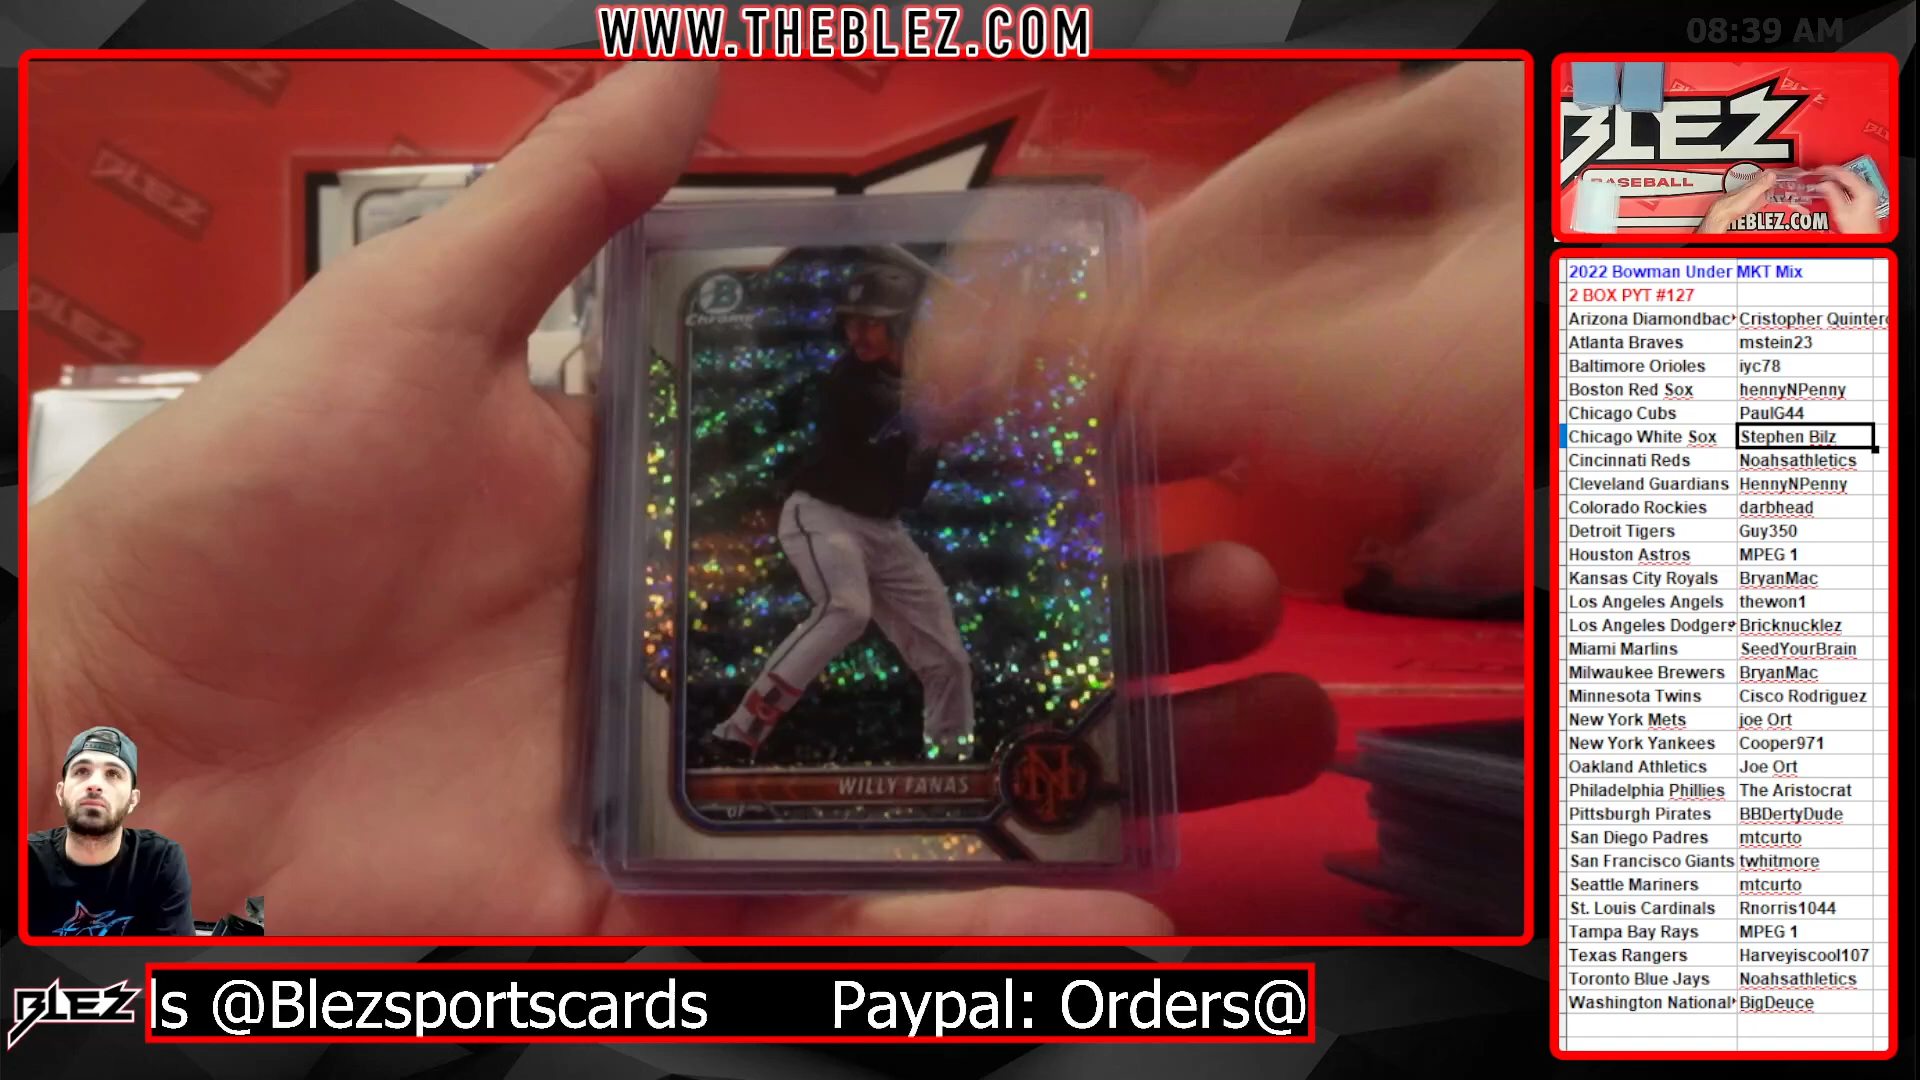 WWW.THEBLEZ.COM
08:39 AM
BLEZ
BLEZ
Chrome
WILLY FANAS
OF
NY
BLEZ
BASEBALL
THEBLEZ.COM
2022 Bowman Under MKT Mix
2 BOX PYT #127
Arizona Diamondbac Cristopher Quintero
Atlanta Braves mstein23
Baltimore Orioles iyc78
Boston Red Sox hennyNPenny
Chicago Cubs PaulG44
Chicago White Sox Stephen Bilz
Cincinnati Reds Noahsathletics
Cleveland Guardians HennyNPenny
Colorado Rockies darbhead
Detroit Tigers Guy350
Houston Astros MPEG 1
Kansas City Royals BryanMac
Los Angeles Angels thewon1
Los Angeles Dodgers Bricknucklez
Miami Marlins SeedYourBrain
Milwaukee Brewers BryanMac
Minnesota Twins Cisco Rodriguez
New York Mets joe Ort
New York Yankees Cooper971
Oakland Athletics Joe Ort
Philadelphia Phillies The Aristocrat
Pittsburgh Pirates BBDertyDude
San Diego Padres mtcurto
San Francisco Giants twhitmore
Seattle Mariners mtcurto
St. Louis Cardinals Rnorris1044
Tampa Bay Rays MPEG 1
Texas Rangers Harveyiscool107
Toronto Blue Jays Noahsathletics
Washington National BigDeuce
BLEZ
ls @Blezsportscards Paypal: Orders@